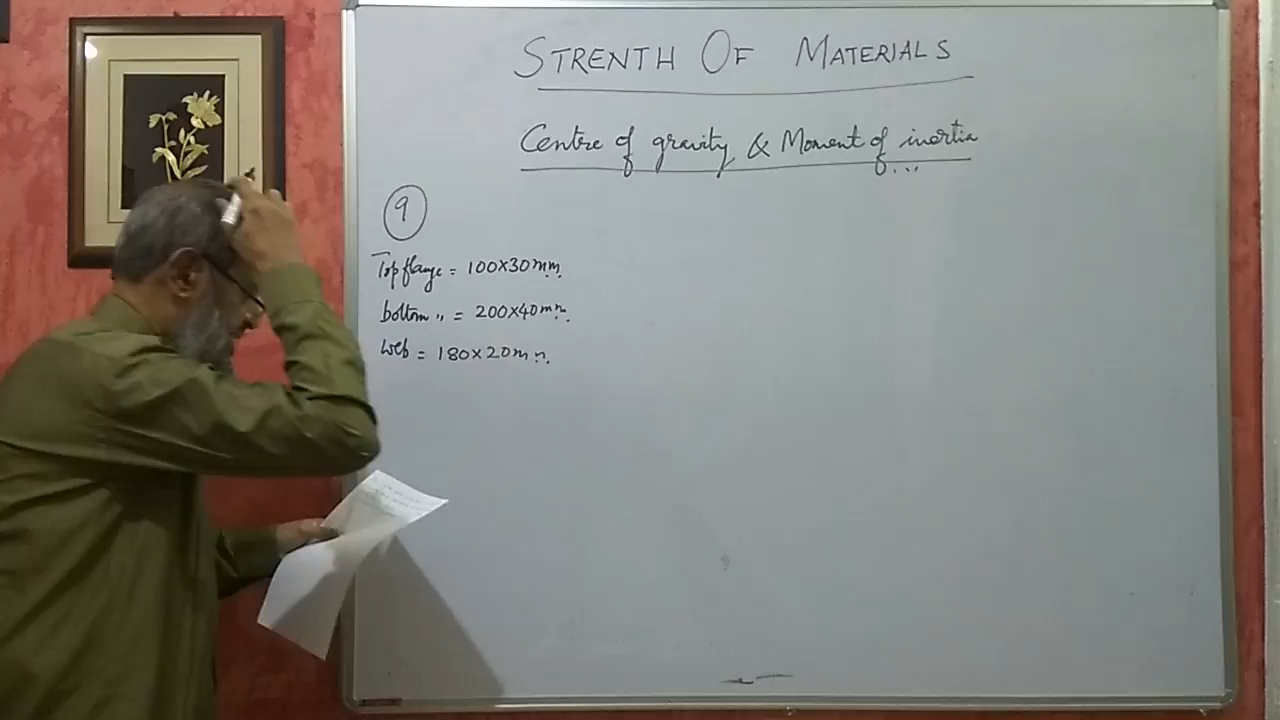 STRENTH OF MATERIALS
Centre of gravity & Moment of inertia...
9
Top flange = 100x30mm.
bottom " = 200x40mm.
Web = 180x20mm.